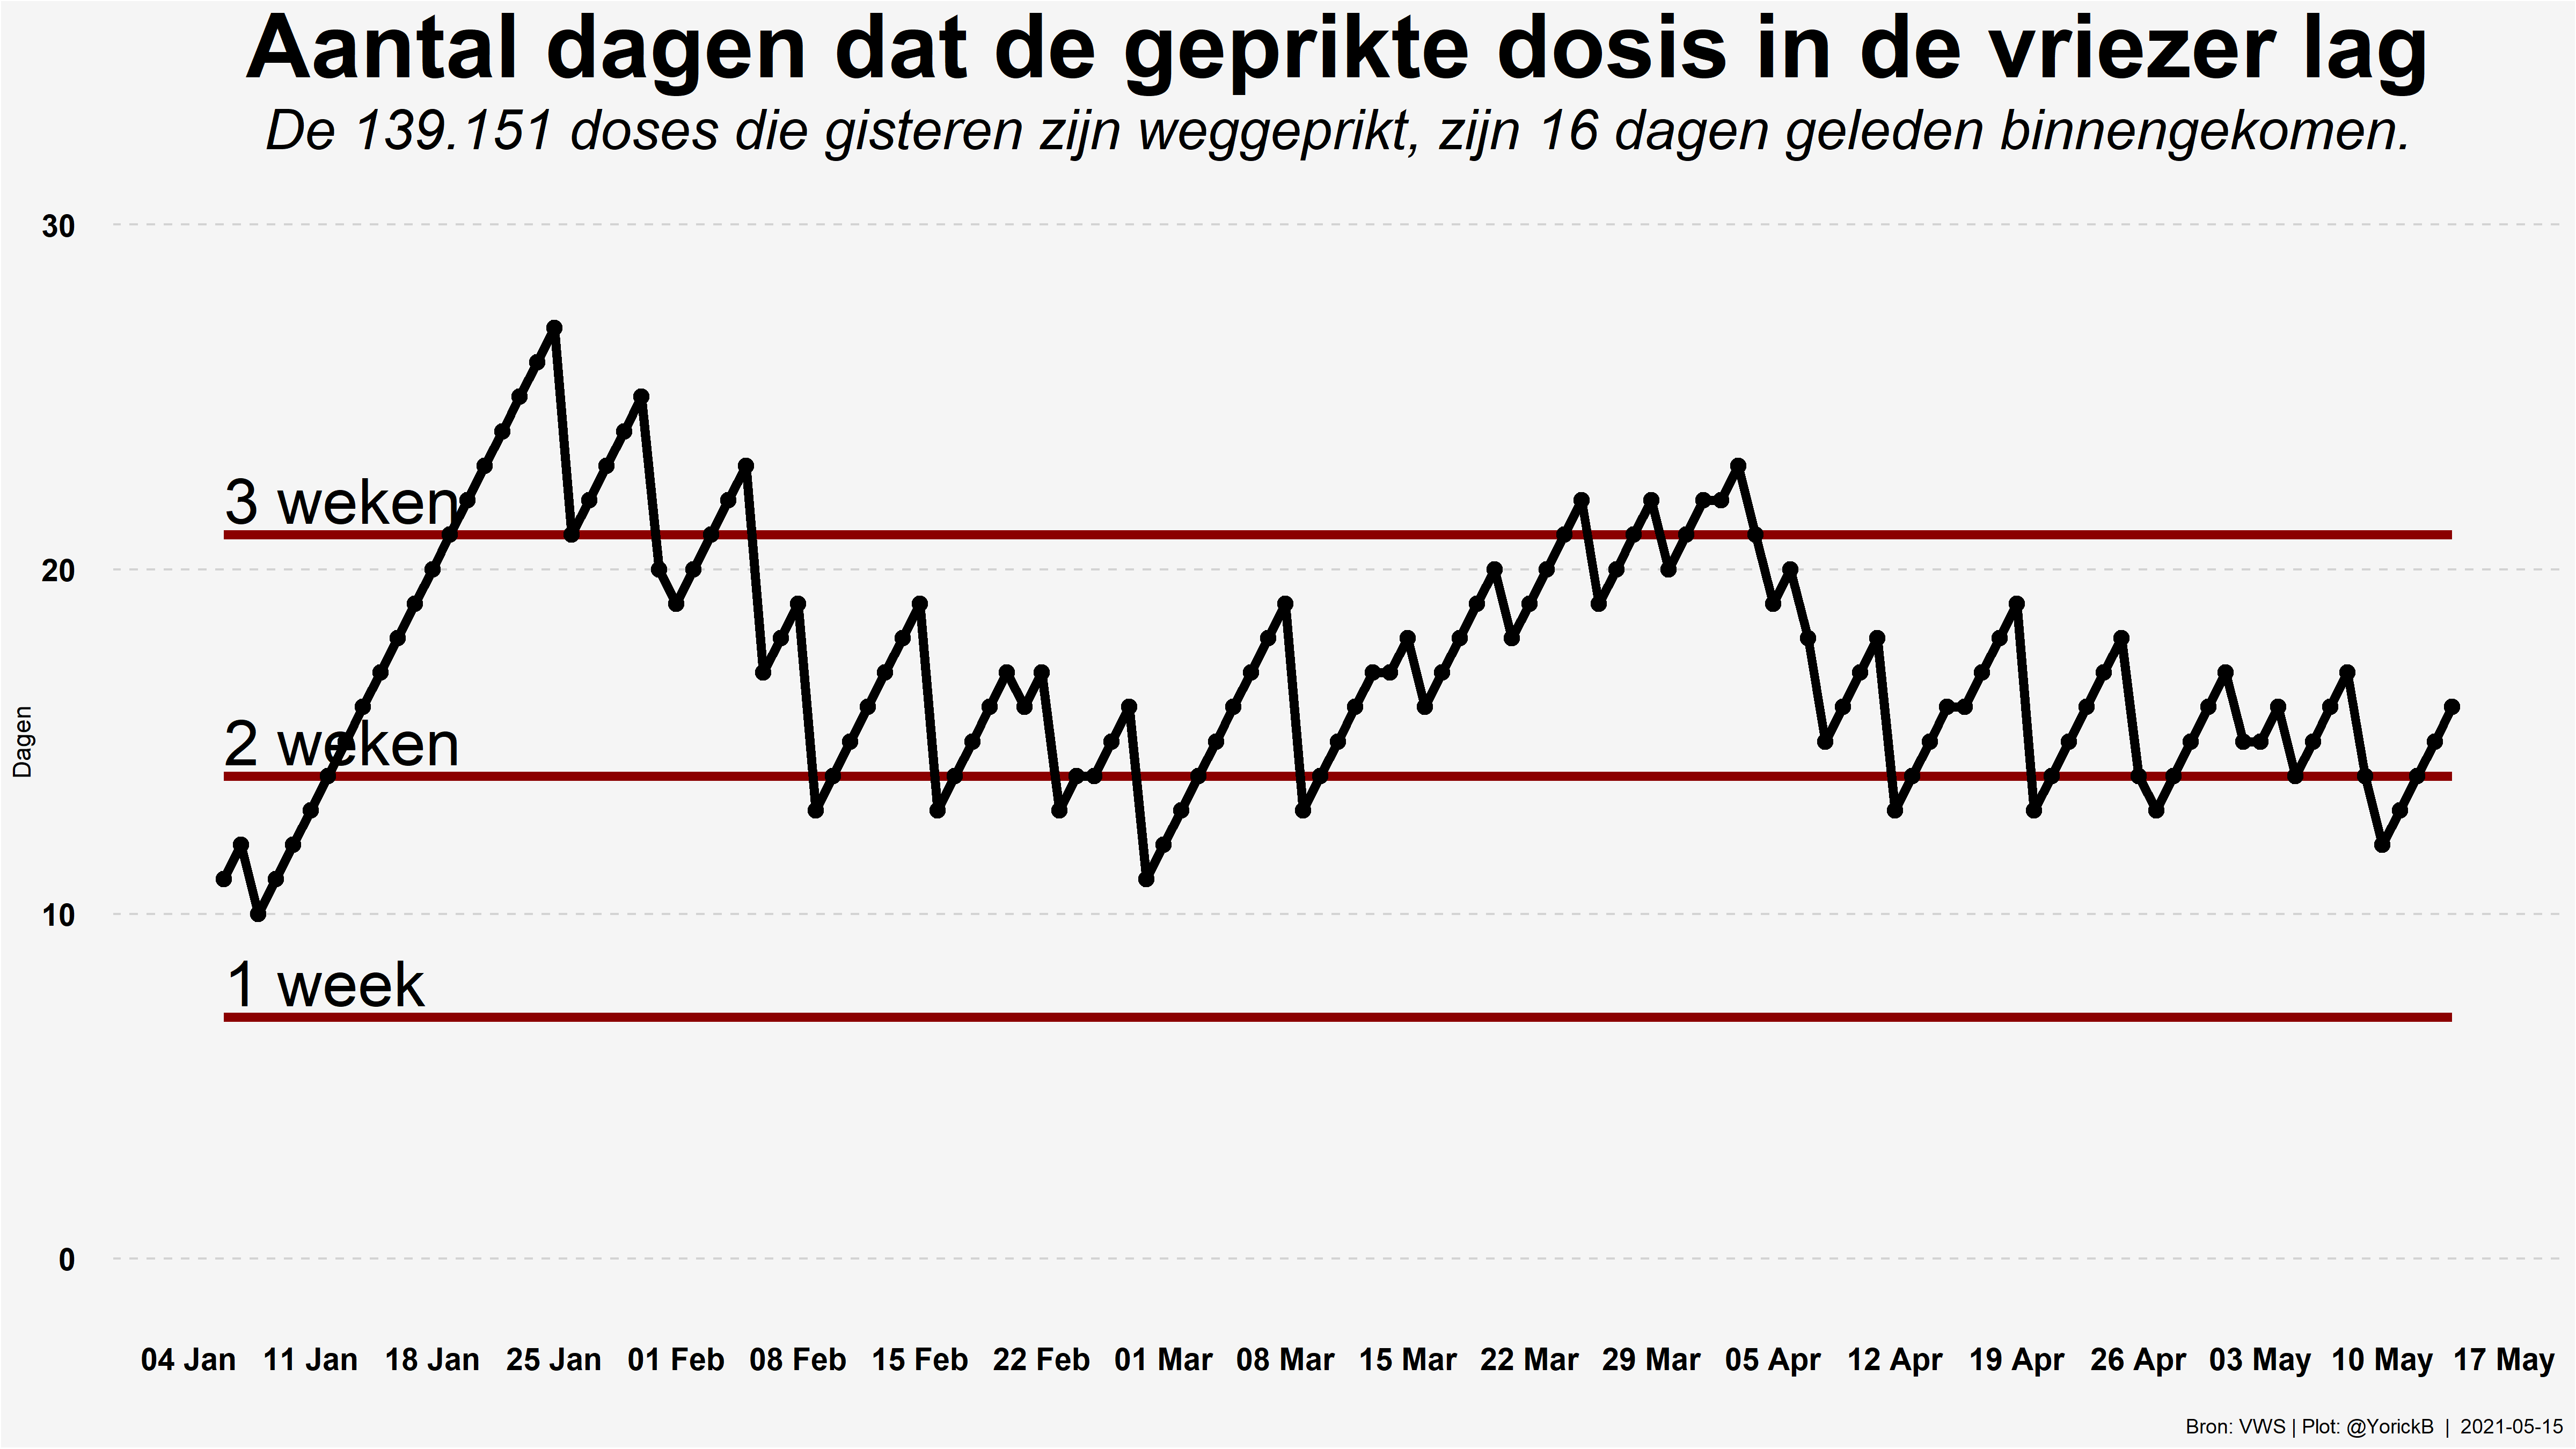 Aantal dagen dat de geprikte dosis in de vriezer lag
De 139.151 doses die gisteren zijn weggeprikt, zijn 16 dagen geleden binnengekomen.
30
3 weken
20
2 weken
Dagen
10
1 week
0
04 Jan 11 Jan 18 Jan 25 Jan 01 Feb 08 Feb 15 Feb 22 Feb 01 Mar 08 Mar 15 Mar 22 Mar 29 Mar 05 Apr 12 Apr 19 Apr 26 Apr 03 May 10 May 17 May
Bron: VWS | Plot: @YorickB | 2021-05-15